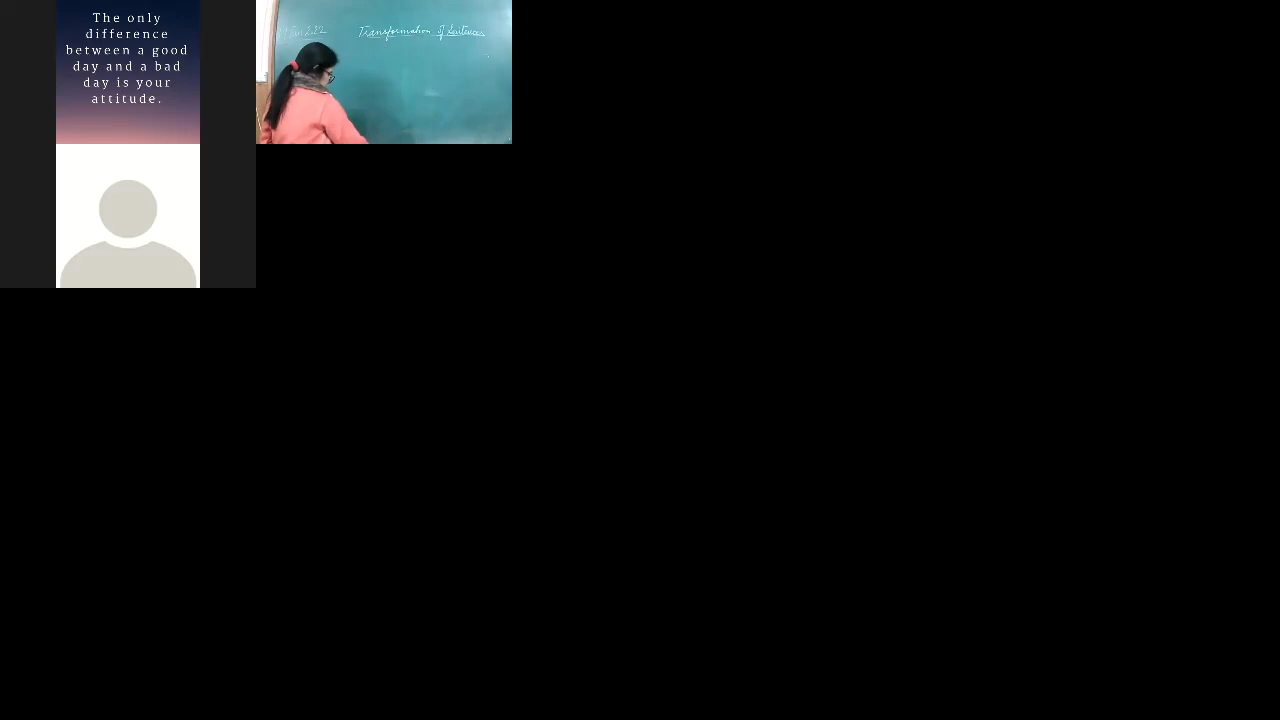 The only
difference
between a good
day and a bad
day is your
attitude.
Transformation of Sentences